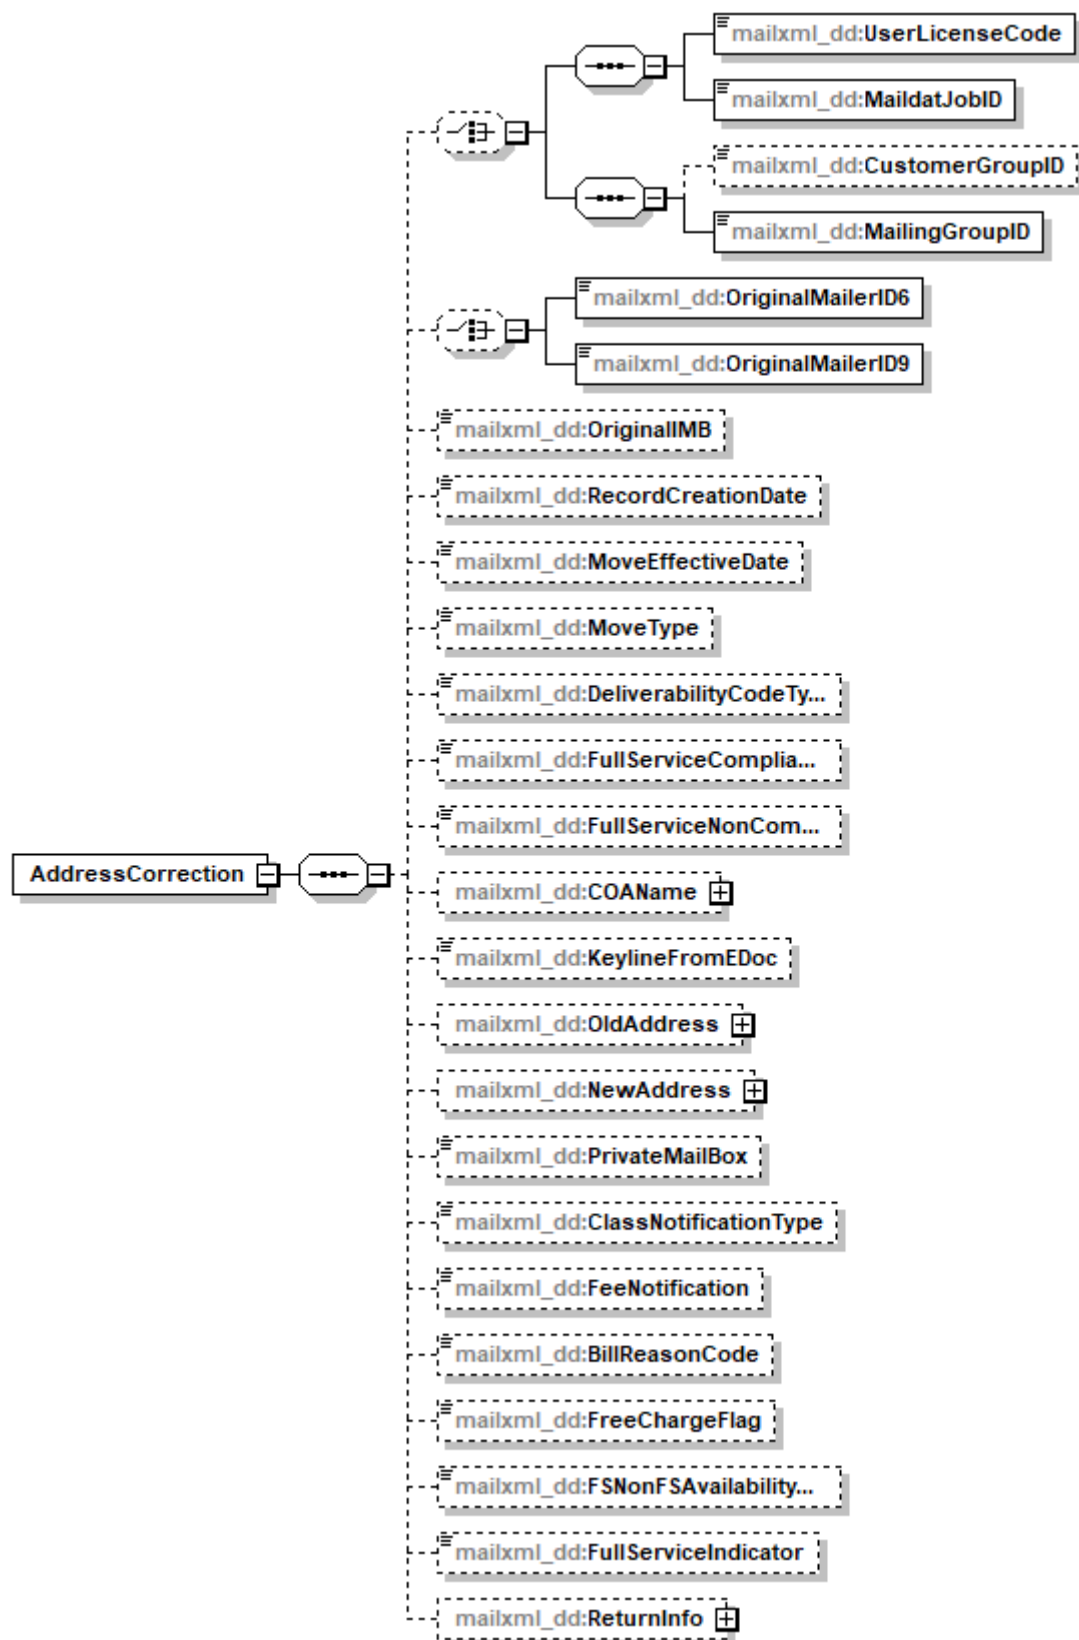 mailxml_dd:UserLicenseCode
mailxml_dd:MaildatJobID
mailxml_dd:CustomerGroupID
mailxml_dd:MailingGroupID
mailxml_dd:OriginalMailerID6
mailxml_dd:OriginalMailerID9
mailxml_dd:OriginalIMB
mailxml_dd:RecordCreationDate
mailxml_dd:MoveEffectiveDate
mailxml_dd:MoveType
mailxml_dd:DeliverabilityCodeTy...
mailxml_dd:FullServiceComplia...
mailxml_dd:FullServiceNonCom...
AddressCorrection
mailxml_dd:COAName
mailxml_dd:KeylineFromEDoc
mailxml_dd:OldAddress
mailxml_dd:NewAddress
mailxml_dd:PrivateMailBox
mailxml_dd:ClassNotificationType
mailxml_dd:FeeNotification
mailxml_dd:BillReasonCode
mailxml_dd:FreeChargeFlag
mailxml_dd:FSNonFSAvailability...
mailxml_dd:FullServiceIndicator
mailxml_dd:ReturnInfo